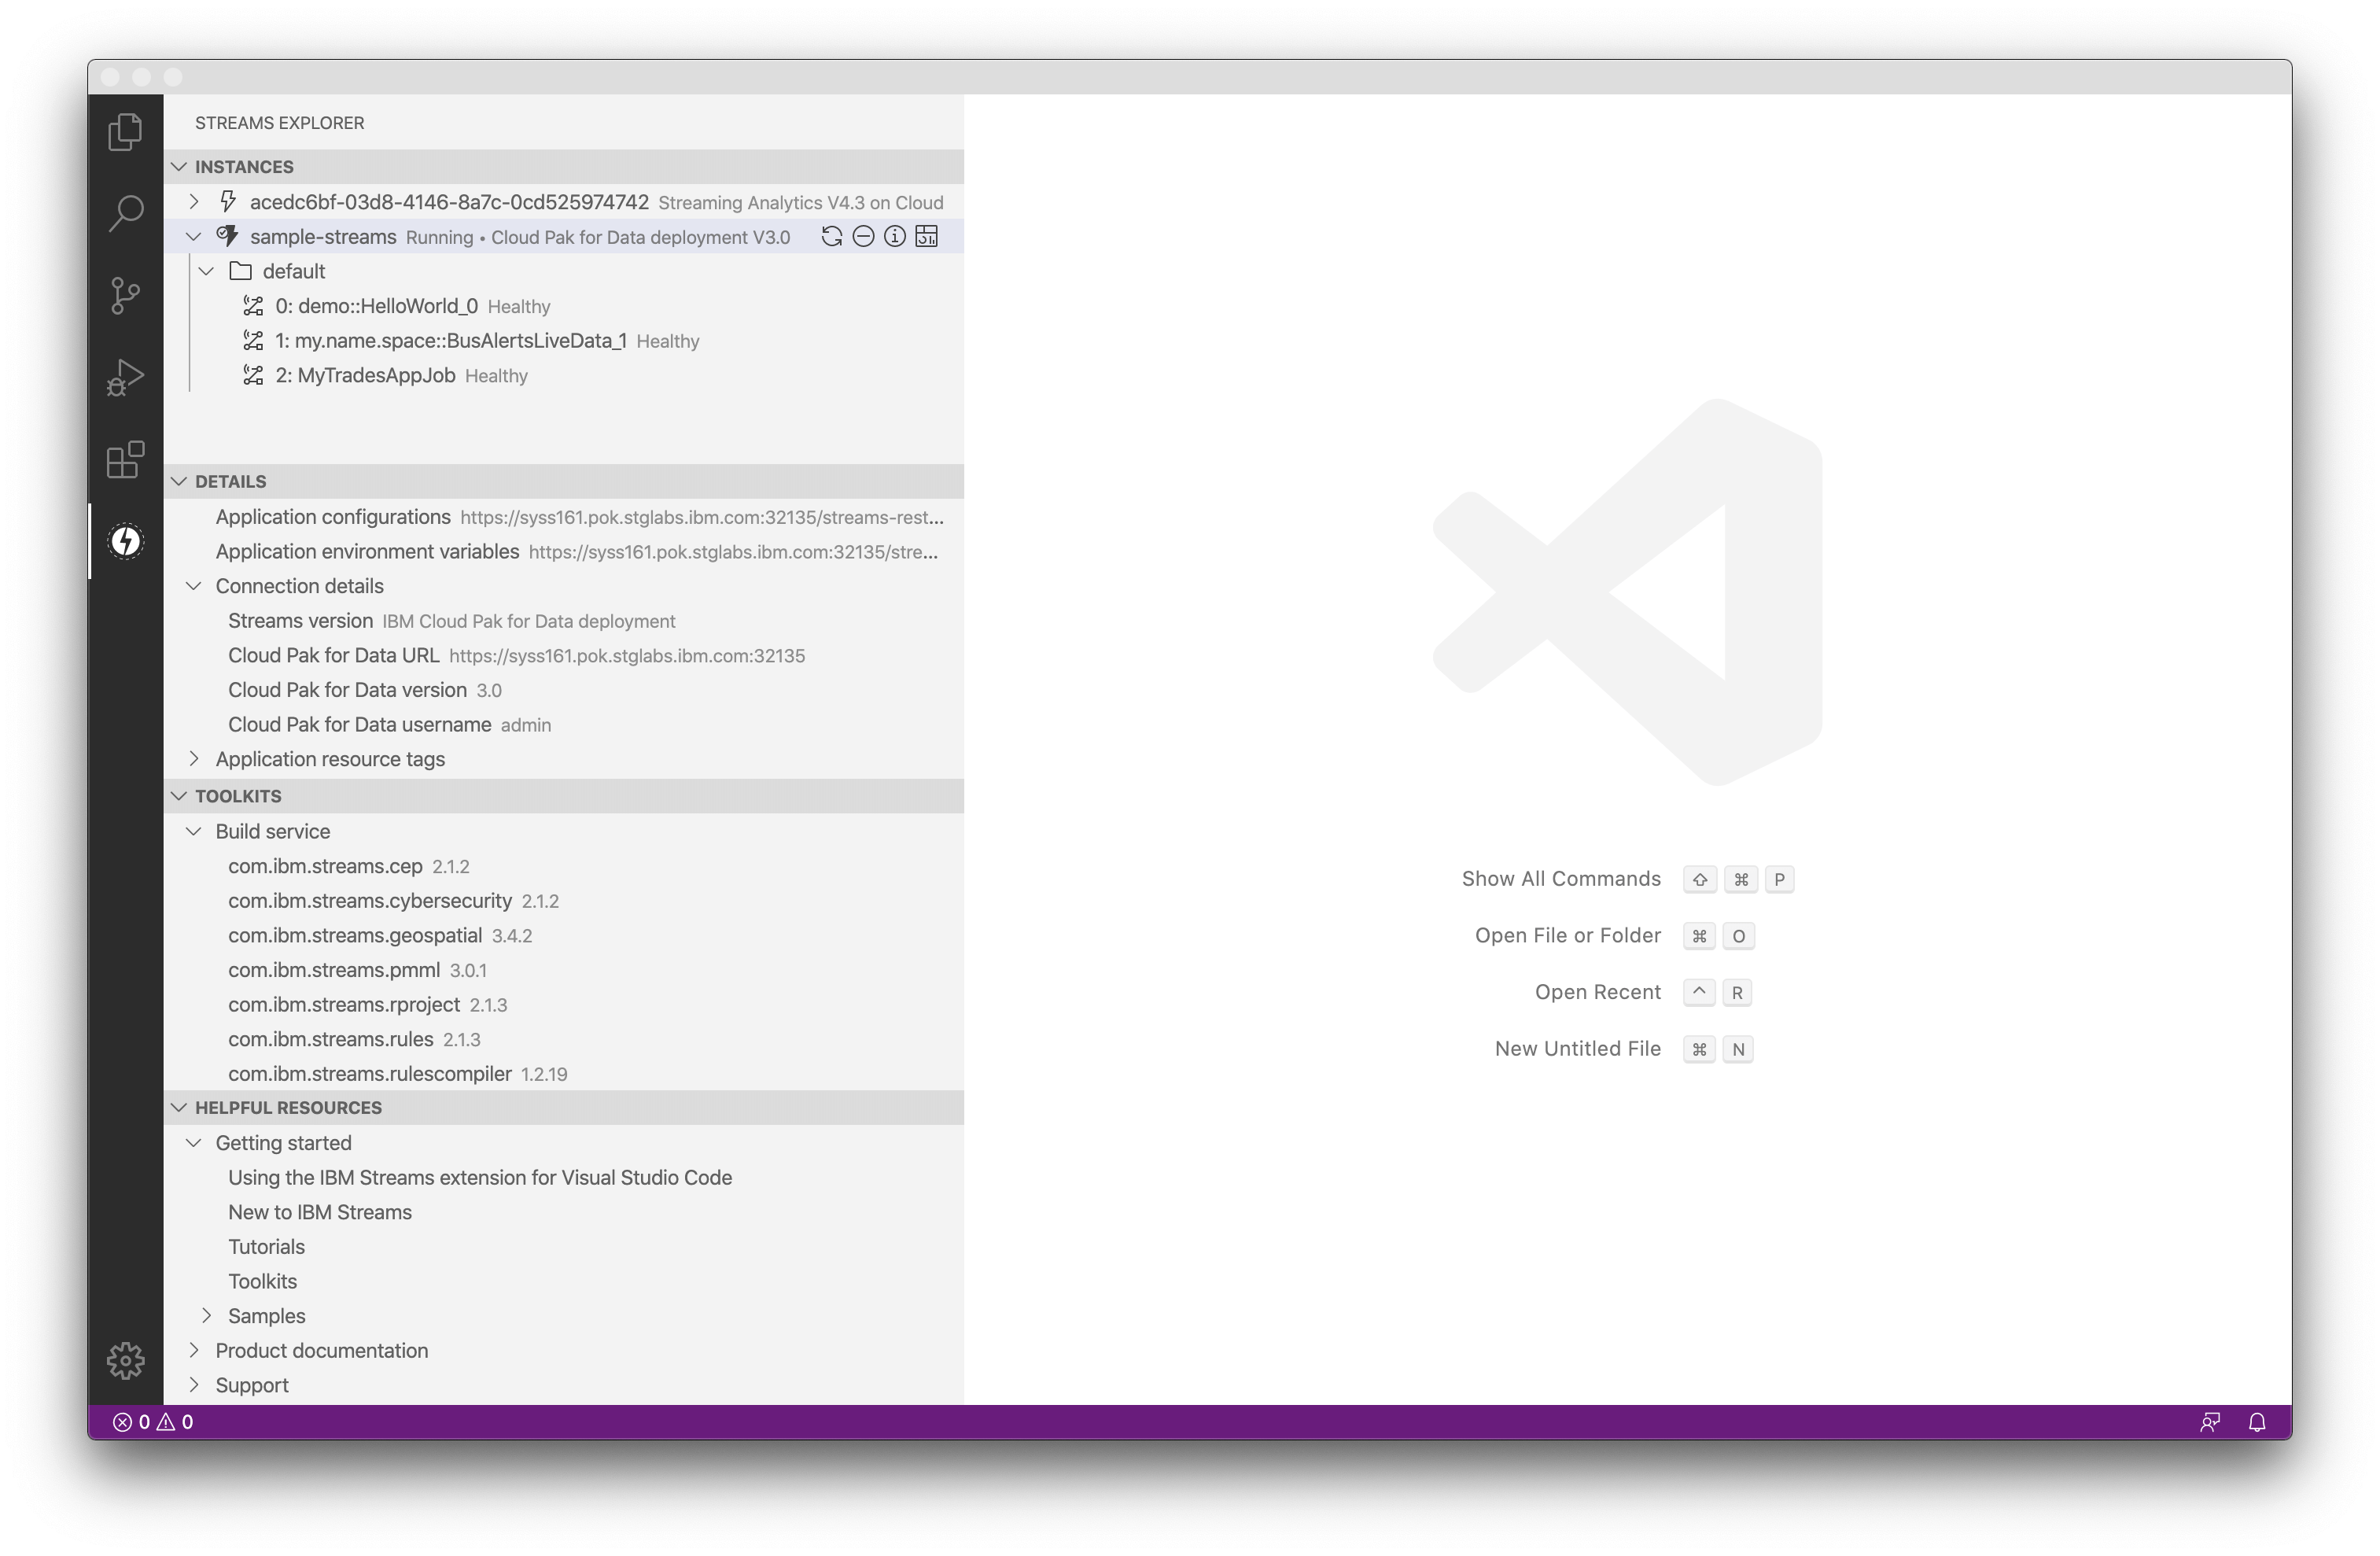 STREAMS EXPLORER
INSTANCES
acedc6bf-03d8-4146-8a7c-0cd525974742 Streaming Analytics V4.3 on Cloud
sample-streams Running • Cloud Pak for Data deployment V3.0
default
0: demo::HelloWorld_0 Healthy
1: my.name.space::BusAlertsLiveData_1 Healthy
2: MyTradesAppJob Healthy
DETAILS
Application configurations https://syss161.pok.stglabs.ibm.com:32135/streams-rest...
Application environment variables https://syss161.pok.stglabs.ibm.com:32135/stre...
Connection details
Streams version IBM Cloud Pak for Data deployment
Cloud Pak for Data URL https://syss161.pok.stglabs.ibm.com:32135
Cloud Pak for Data version 3.0
Cloud Pak for Data username admin
Application resource tags
TOOLKITS
Build service
com.ibm.streams.cep 2.1.2
com.ibm.streams.cybersecurity 2.1.2
com.ibm.streams.geospatial 3.4.2
com.ibm.streams.pmml 3.0.1
com.ibm.streams.rproject 2.1.3
com.ibm.streams.rules 2.1.3
com.ibm.streams.rulescompiler 1.2.19
HELPFUL RESOURCES
Getting started
Using the IBM Streams extension for Visual Studio Code
New to IBM Streams
Tutorials
Toolkits
Samples
Product documentation
Support
Show All Commands ⇧ ⌘ P
Open File or Folder ⌘ O
Open Recent ⌃ R
New Untitled File ⌘ N
0 0